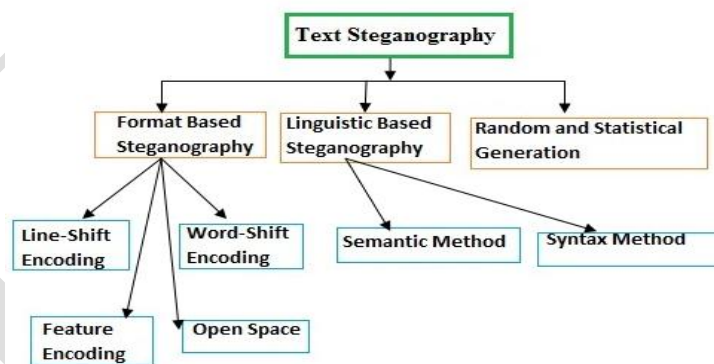 Text Steganography
Format Based
Steganography
Linguistic Based
Steganography
Random and Statistical
Generation
Line-Shift
Encoding
Word-Shift
Encoding
Semantic Method
Syntax Method
Feature
Encoding
Open Space